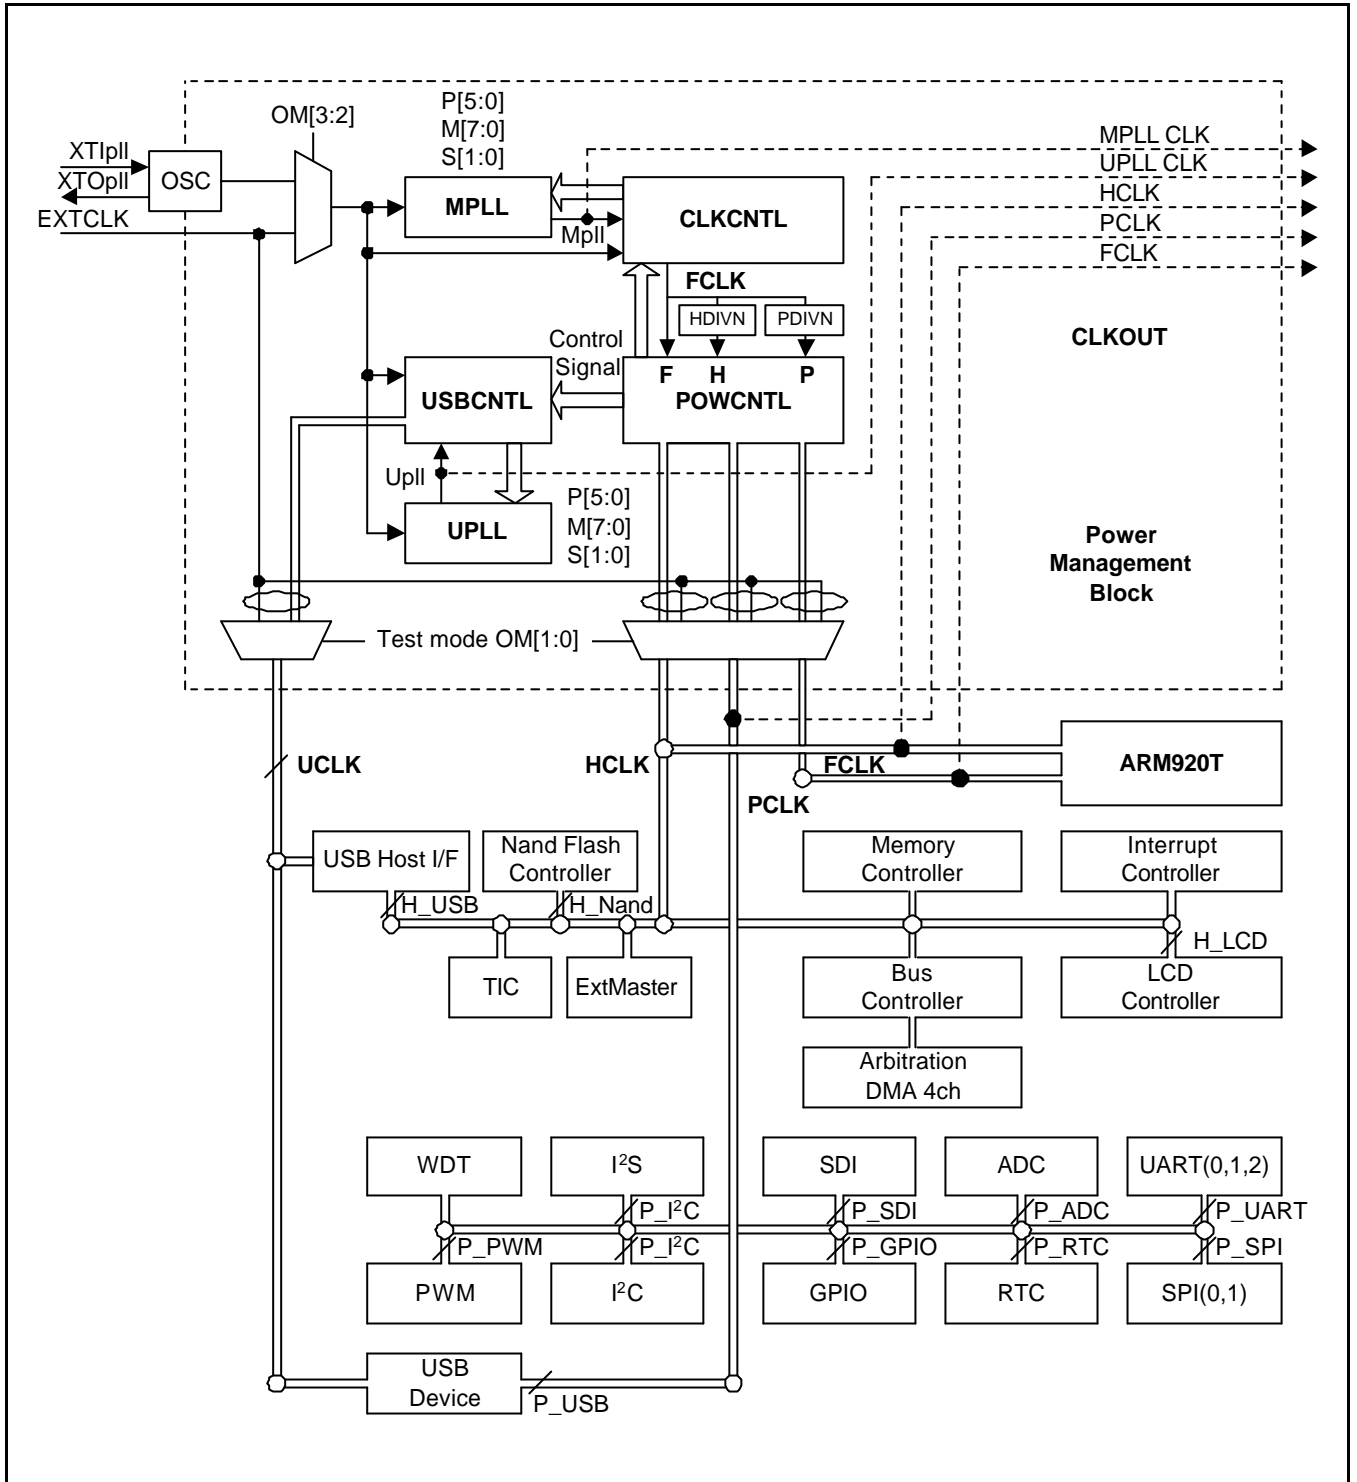 P[5:0]
M[7:0]
S[1:0]
OM[3:2]
XTIpll
XTOpll
EXTCLK
OSC
MPLL
Mpll
CLKCNTL
MPLL CLK
UPLL CLK
HCLK
PCLK
FCLK
FCLK
HDIVN
PDIVN
Control
Signal
F H P
POWCNTL
USBCNTL
CLKOUT
Upll
UPLL
P[5:0]
M[7:0]
S[1:0]
Power
Management
Block
Test mode OM[1:0]
UCLK
HCLK
FCLK
PCLK
ARM920T
USB Host I/F
Nand Flash
Controller
Memory
Controller
Interrupt
Controller
H_USB
H_Nand
H_LCD
TIC
ExtMaster
Bus
Controller
LCD
Controller
Arbitration
DMA 4ch
WDT
I²S
SDI
ADC
UART(0,1,2)
P_I²C
P_SDI
P_ADC
P_UART
P_PWM
P_I²C
P_GPIO
P_RTC
P_SPI
PWM
I²C
GPIO
RTC
SPI(0,1)
USB
Device
P_USB